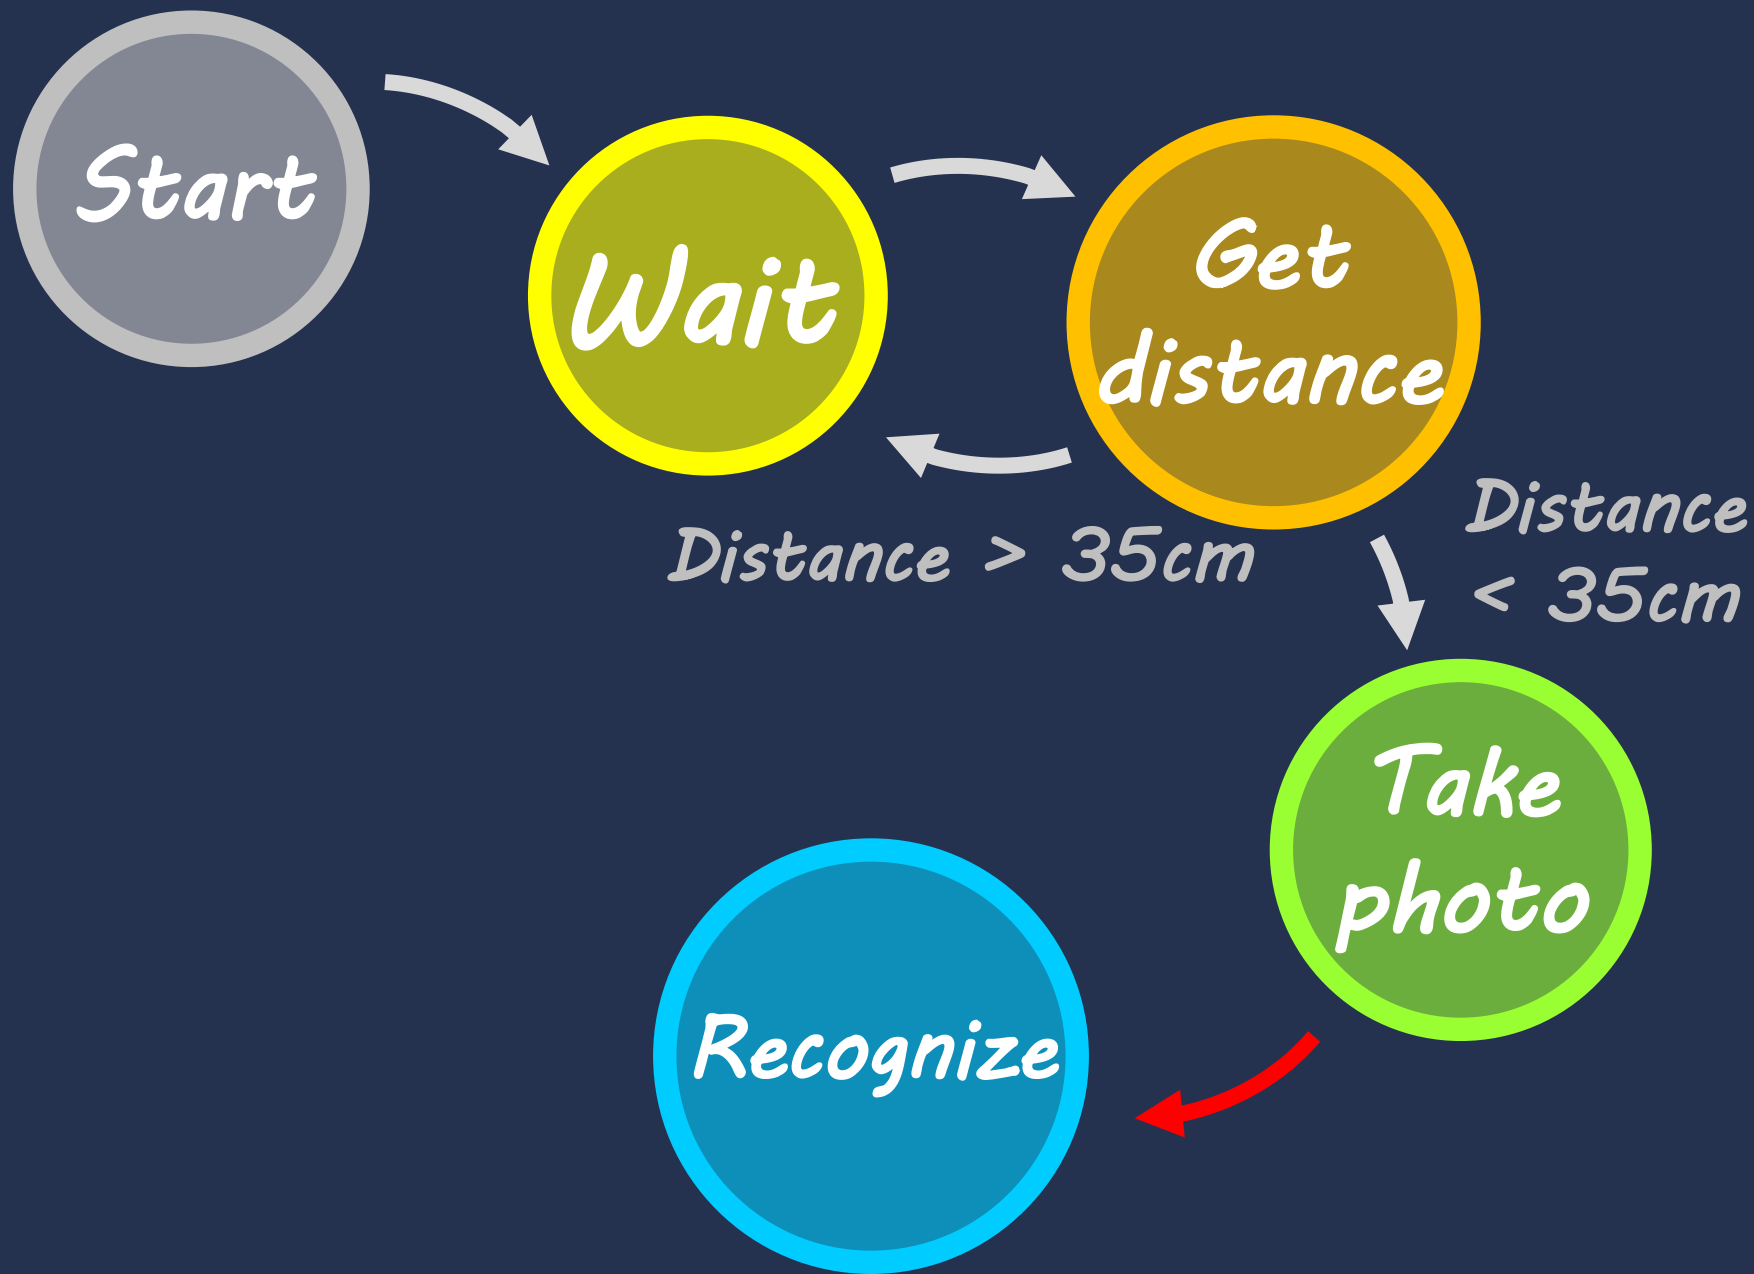 Start
Wait
Get
distance
Distance > 35cm
Distance
< 35cm
Take
photo
Recognize